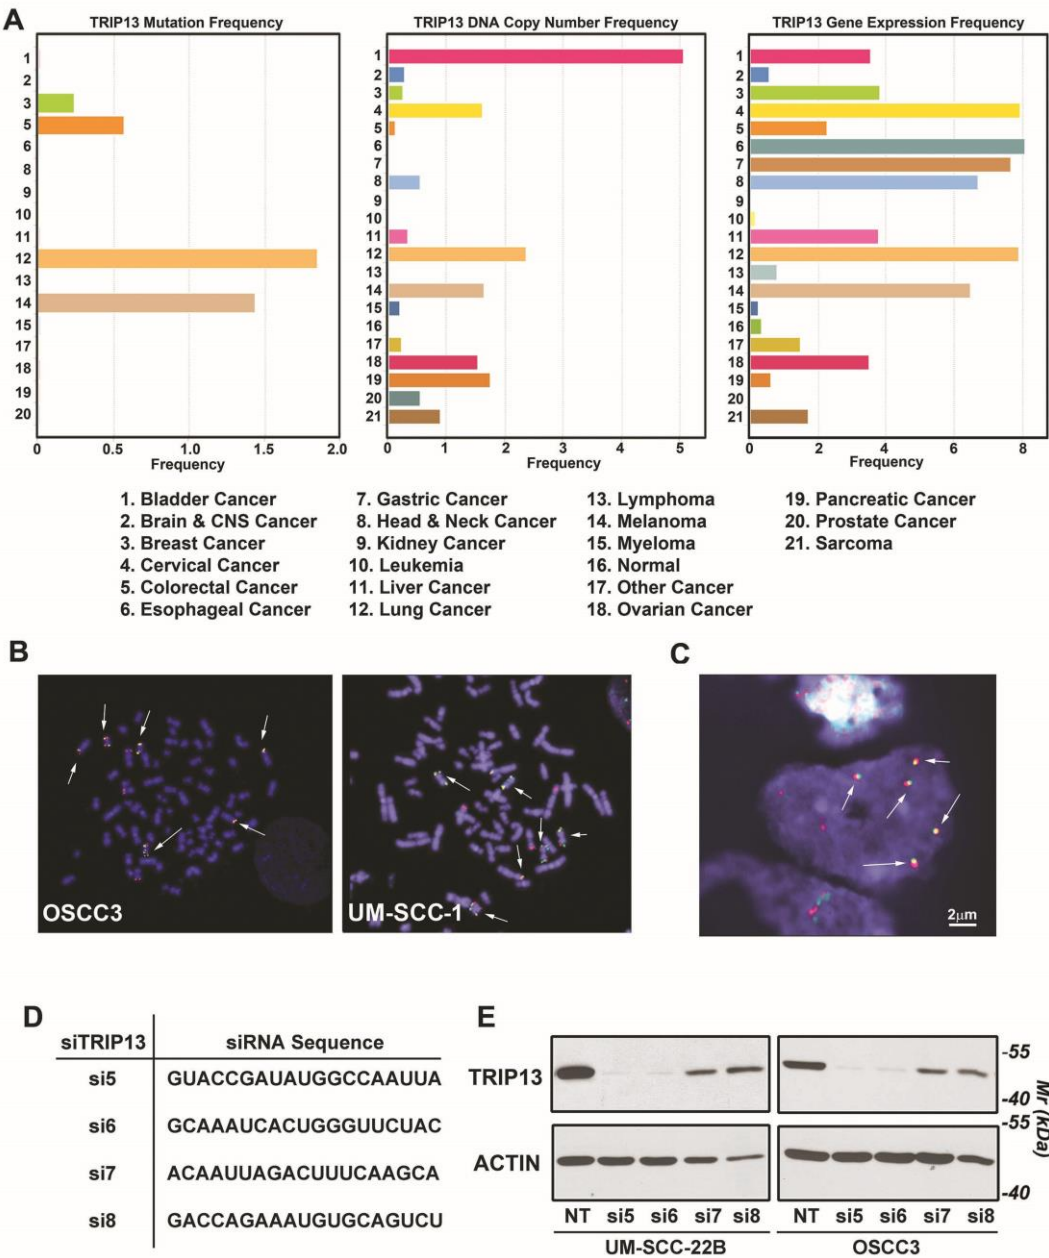 A
TRIP13 Mutation Frequency
1
2
3
5
6
8
9
10
11
12
13
14
15
17
18
19
20
0 0.5 1.0 1.5 2.0
Frequency
TRIP13 DNA Copy Number Frequency
1
2
3
4
5
6
7
8
9
10
11
12
13
14
15
16
17
18
19
20
21
0 1 2 3 4 5
Frequency
TRIP13 Gene Expression Frequency
1
2
3
4
5
6
7
8
9
10
11
12
13
14
15
16
17
18
19
20
21
0 2 4 6 8
Frequency
1. Bladder Cancer
2. Brain & CNS Cancer
3. Breast Cancer
4. Cervical Cancer
5. Colorectal Cancer
6. Esophageal Cancer
7. Gastric Cancer
8. Head & Neck Cancer
9. Kidney Cancer
10. Leukemia
11. Liver Cancer
12. Lung Cancer
13. Lymphoma
14. Melanoma
15. Myeloma
16. Normal
17. Other Cancer
18. Ovarian Cancer
19. Pancreatic Cancer
20. Prostate Cancer
21. Sarcoma
B
OSCC3
UM-SCC-1
C
2µm
D
siTRIP13 siRNA Sequence
si5 GUACCGAUAUGGCCAAUUA
si6 GCAAAUCACUGGGUUCUAC
si7 ACAAUUAGACUUUCAAGCA
si8 GACCAGAAAUGUGCAGUCU
E
TRIP13
ACTIN
-55
-40
-55
-40
Mr (kDa)
NT si5 si6 si7 si8 NT si5 si6 si7 si8
UM-SCC-22B OSCC3